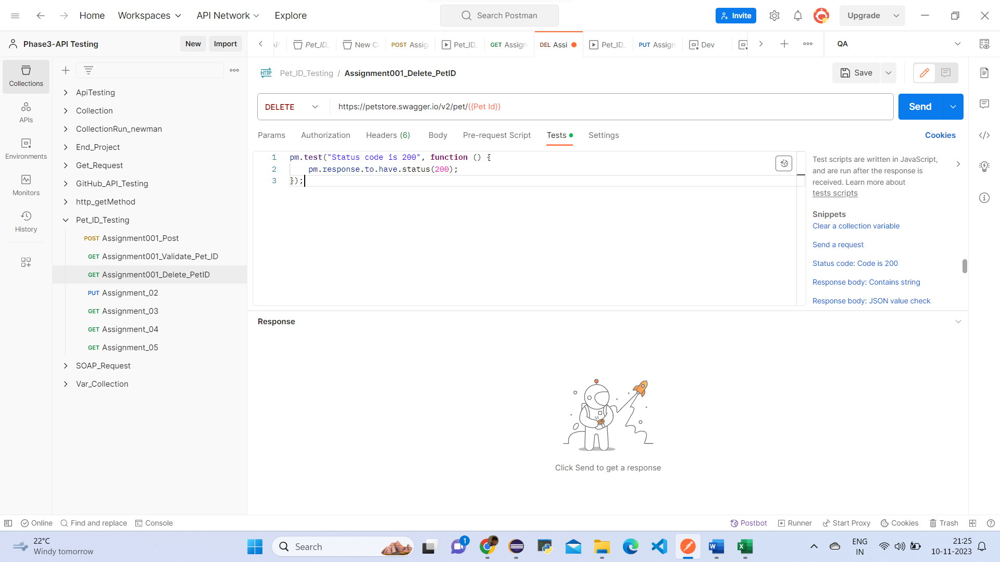 Home
Workspaces
API Network
Explore
Search Postman
Invite
Upgrade
Phase3-API Testing
New
Import
Pet_ID_
New C
POST Assig
Pet_ID_
GET Assign
DEL Assi
Pet_ID_
PUT Assign
Dev
QA
Collections
APIs
Environments
Monitors
History
ApiTesting
Collection
CollectionRun_newman
End_Project
Get_Request
GitHub_API_Testing
http_getMethod
Pet_ID_Testing
POST Assignment001_Post
GET Assignment001_Validate_Pet_ID
GET Assignment001_Delete_PetID
PUT Assignment_02
GET Assignment_03
GET Assignment_04
GET Assignment_05
SOAP_Request
Var_Collection
HTTP Pet_ID_Testing / Assignment001_Delete_PetID
Save
DELETE
https://petstore.swagger.io/v2/pet/{{Pet Id}}
Send
Params
Authorization
Headers (6)
Body
Pre-request Script
Tests
Settings
Cookies
1 pm.test("Status code is 200", function () {
2 pm.response.to.have.status(200);
3 });
Test scripts are written in JavaScript,
and are run after the response is
received. Learn more about
tests scripts
Snippets
Clear a collection variable
Send a request
Status code: Code is 200
Response body: Contains string
Response body: JSON value check
Response
Click Send to get a response
Online
Find and replace
Console
Postbot
Runner
Start Proxy
Cookies
Trash
22°C
Windy tomorrow
Search
1
ENG
IN
21:25
10-11-2023